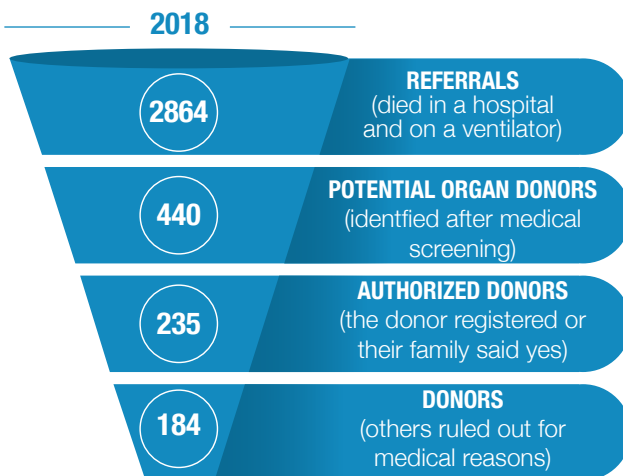 2018
2864
REFERRALS
(died in a hospital
and on a ventilator)
440
POTENTIAL ORGAN DONORS
(identfied after medical
screening)
235
AUTHORIZED DONORS
(the donor registered or
their family said yes)
184
DONORS
(others ruled out for
medical reasons)